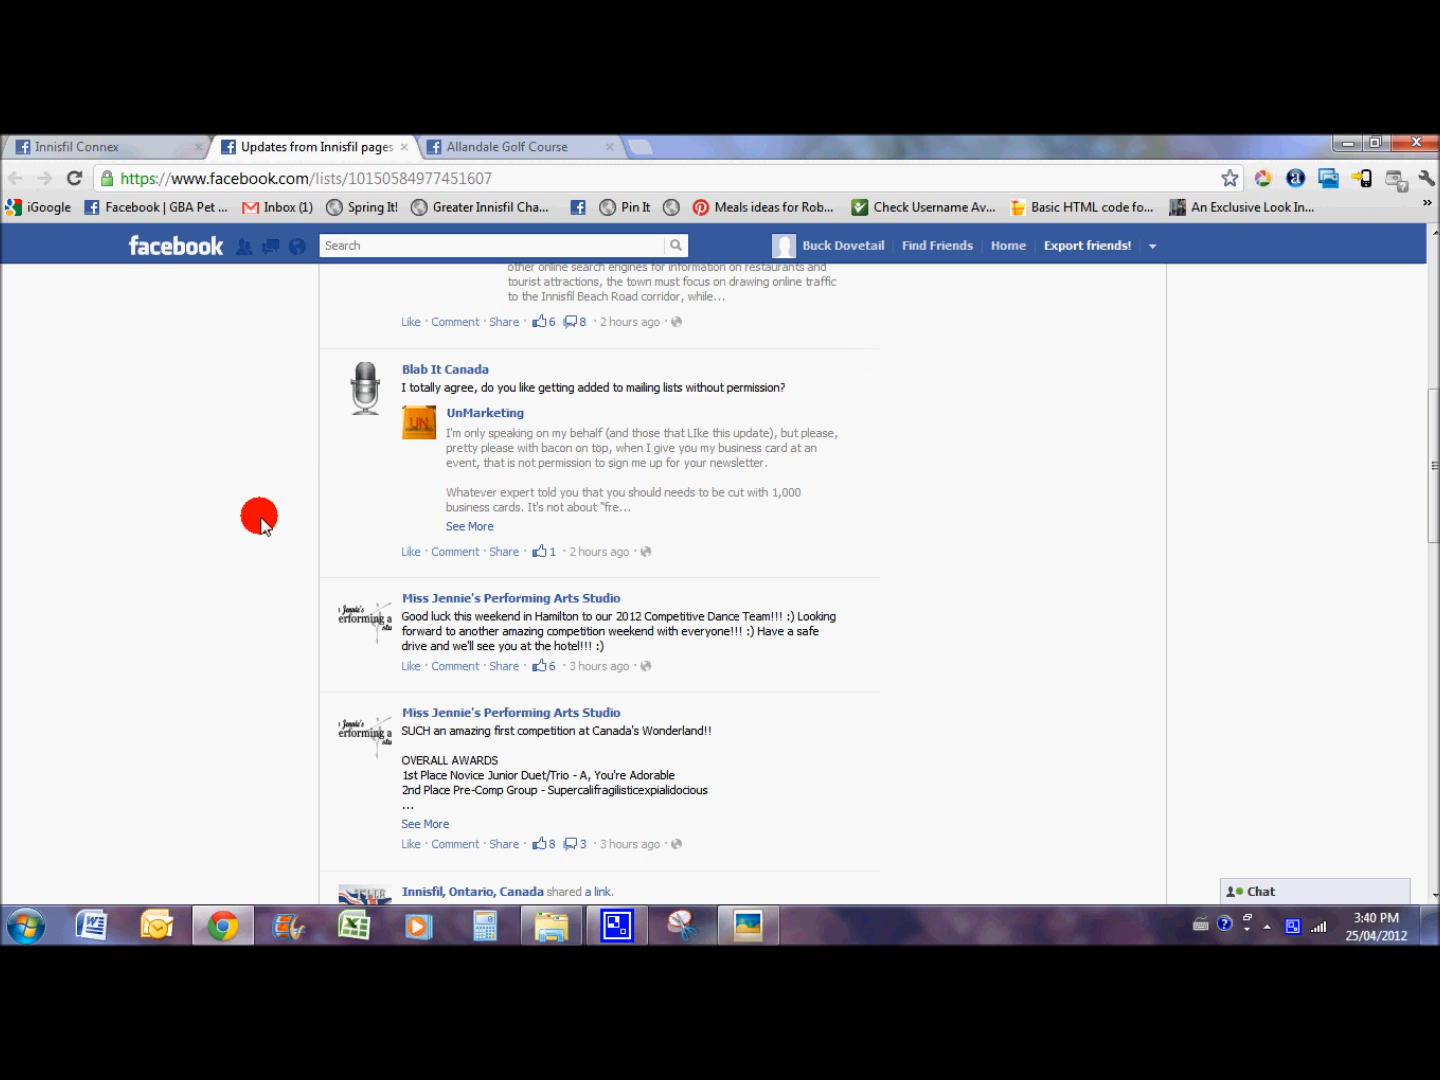 Innisfil Connex
Updates from Innisfil pages
Allandale Golf Course
https://www.facebook.com/lists/10150584977451607
iGoogle
Facebook | GBA Pet ...
Inbox (1)
Spring It!
Greater Innisfil Cha...
Pin It
Meals ideas for Rob...
Check Username Av...
Basic HTML code fo...
An Exclusive Look In...
»
facebook
Search
Buck Dovetail
Find Friends
Home
Export friends!
other online search engines for information on restaurants and
tourist attractions, the town must focus on drawing online traffic
to the Innisfil Beach Road corridor, while...
Like · Comment · Share · 6 8 · 2 hours ago ·
Blab It Canada
I totally agree, do you like getting added to mailing lists without permission?
UN
UnMarketing
I'm only speaking on my behalf (and those that LIke this update), but please,
pretty please with bacon on top, when I give you my business card at an
event, that is not permission to sign me up for your newsletter.
Whatever expert told you that you should needs to be cut with 1,000
business cards. It's not about "fre...
See More
Like · Comment · Share · 1 · 2 hours ago ·
Jennie's
erforming a
Miss Jennie's Performing Arts Studio
Good luck this weekend in Hamilton to our 2012 Competitive Dance Team!!! :) Looking
forward to another amazing competition weekend with everyone!!! :) Have a safe
drive and we'll see you at the hotel!!! :)
Like · Comment · Share · 6 · 3 hours ago ·
Jennie's
erforming a
Miss Jennie's Performing Arts Studio
SUCH an amazing first competition at Canada's Wonderland!!
OVERALL AWARDS
1st Place Novice Junior Duet/Trio - A, You're Adorable
2nd Place Pre-Comp Group - Supercalifragilisticexpialidocious
...
See More
Like · Comment · Share · 8 3 · 3 hours ago ·
Innisfil, Ontario, Canada shared a link.
Chat
3:40 PM
25/04/2012